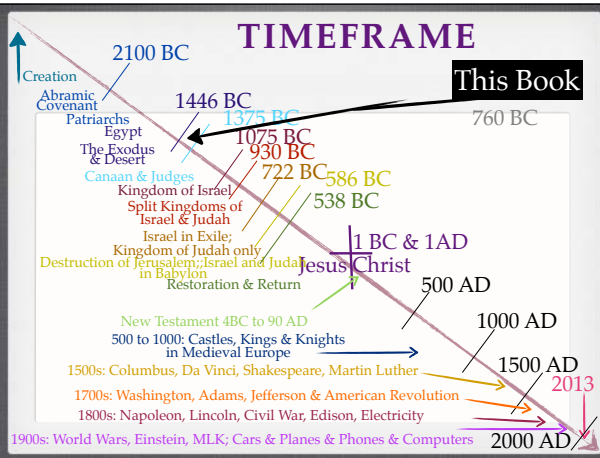 TIMEFRAME
2100 BC
Creation
This Book
Abramic
Covenant
1446 BC
Patriarchs
1375 BC
760 BC
Egypt
1075 BC
The Exodus
& Desert
930 BC
Canaan & Judges
722 BC
586 BC
Kingdom of Israel
538 BC
Split Kingdoms of
Israel & Judah
Israel in Exile;
Kingdom of Judah only
1 BC & 1AD
Destruction of Jerusalem;;Israel and Judah
in Babylon
Jesus Christ
Restoration & Return
500 AD
New Testament 4BC to 90 AD
1000 AD
500 to 1000: Castles, Kings & Knights
in Medieval Europe
1500s: Columbus, Da Vinci, Shakespeare, Martin Luther
1500 AD
2013
1700s: Washington, Adams, Jefferson & American Revolution
1800s: Napoleon, Lincoln, Civil War, Edison, Electricity
1900s: World Wars, Einstein, MLK; Cars & Planes & Phones & Computers
2000 AD